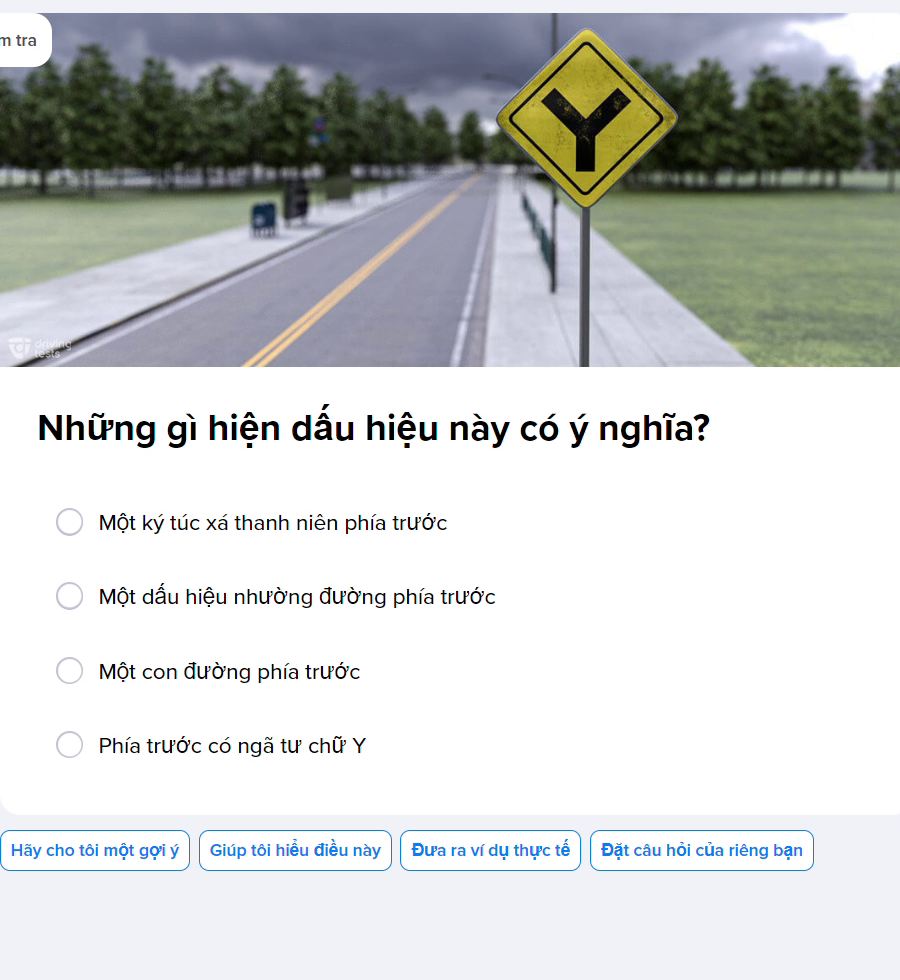 m tra
driving
tests
Những gì hiện dấu hiệu này có ý nghĩa?
Một ký túc xá thanh niên phía trước
Một dấu hiệu nhường đường phía trước
Một con đường phía trước
Phía trước có ngã tư chữ Y
Hãy cho tôi một gợi ý
Giúp tôi hiểu điều này
Đưa ra ví dụ thực tế
Đặt câu hỏi của riêng bạn